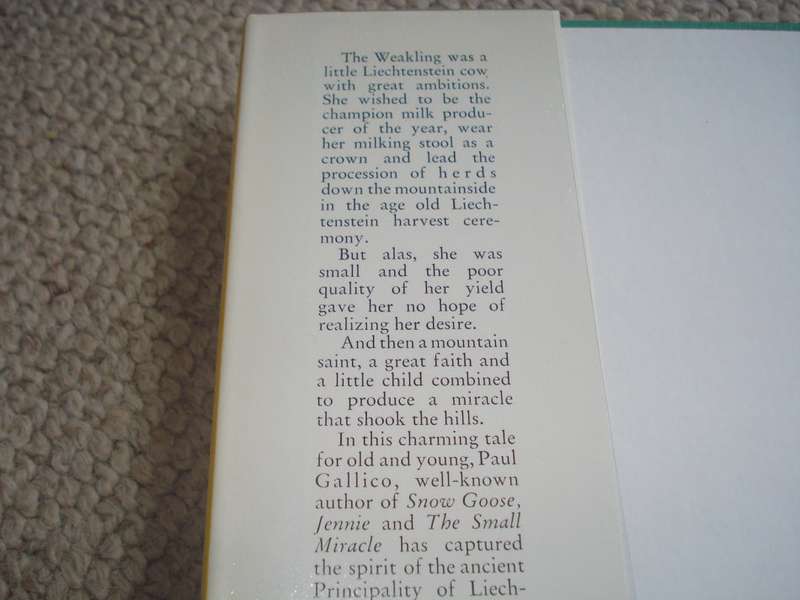 The Weakling was a
little Liechtenstein cow
with great ambitions.
She wished to be the
champion milk produ-
cer of the year, wear
her milking stool as a
crown and lead the
procession of herds
down the mountainside
in the age old Liech-
tenstein harvest cere-
mony.
But alas, she was
small and the poor
quality of her yield
gave her no hope of
realizing her desire.
And then a mountain
saint, a great faith and
a little child combined
to produce a miracle
that shook the hills.
In this charming tale
for old and young, Paul
Gallico, well-known
author of Snow Goose,
Jennie and The Small
Miracle has captured
the spirit of the ancient
Principality of Liech-